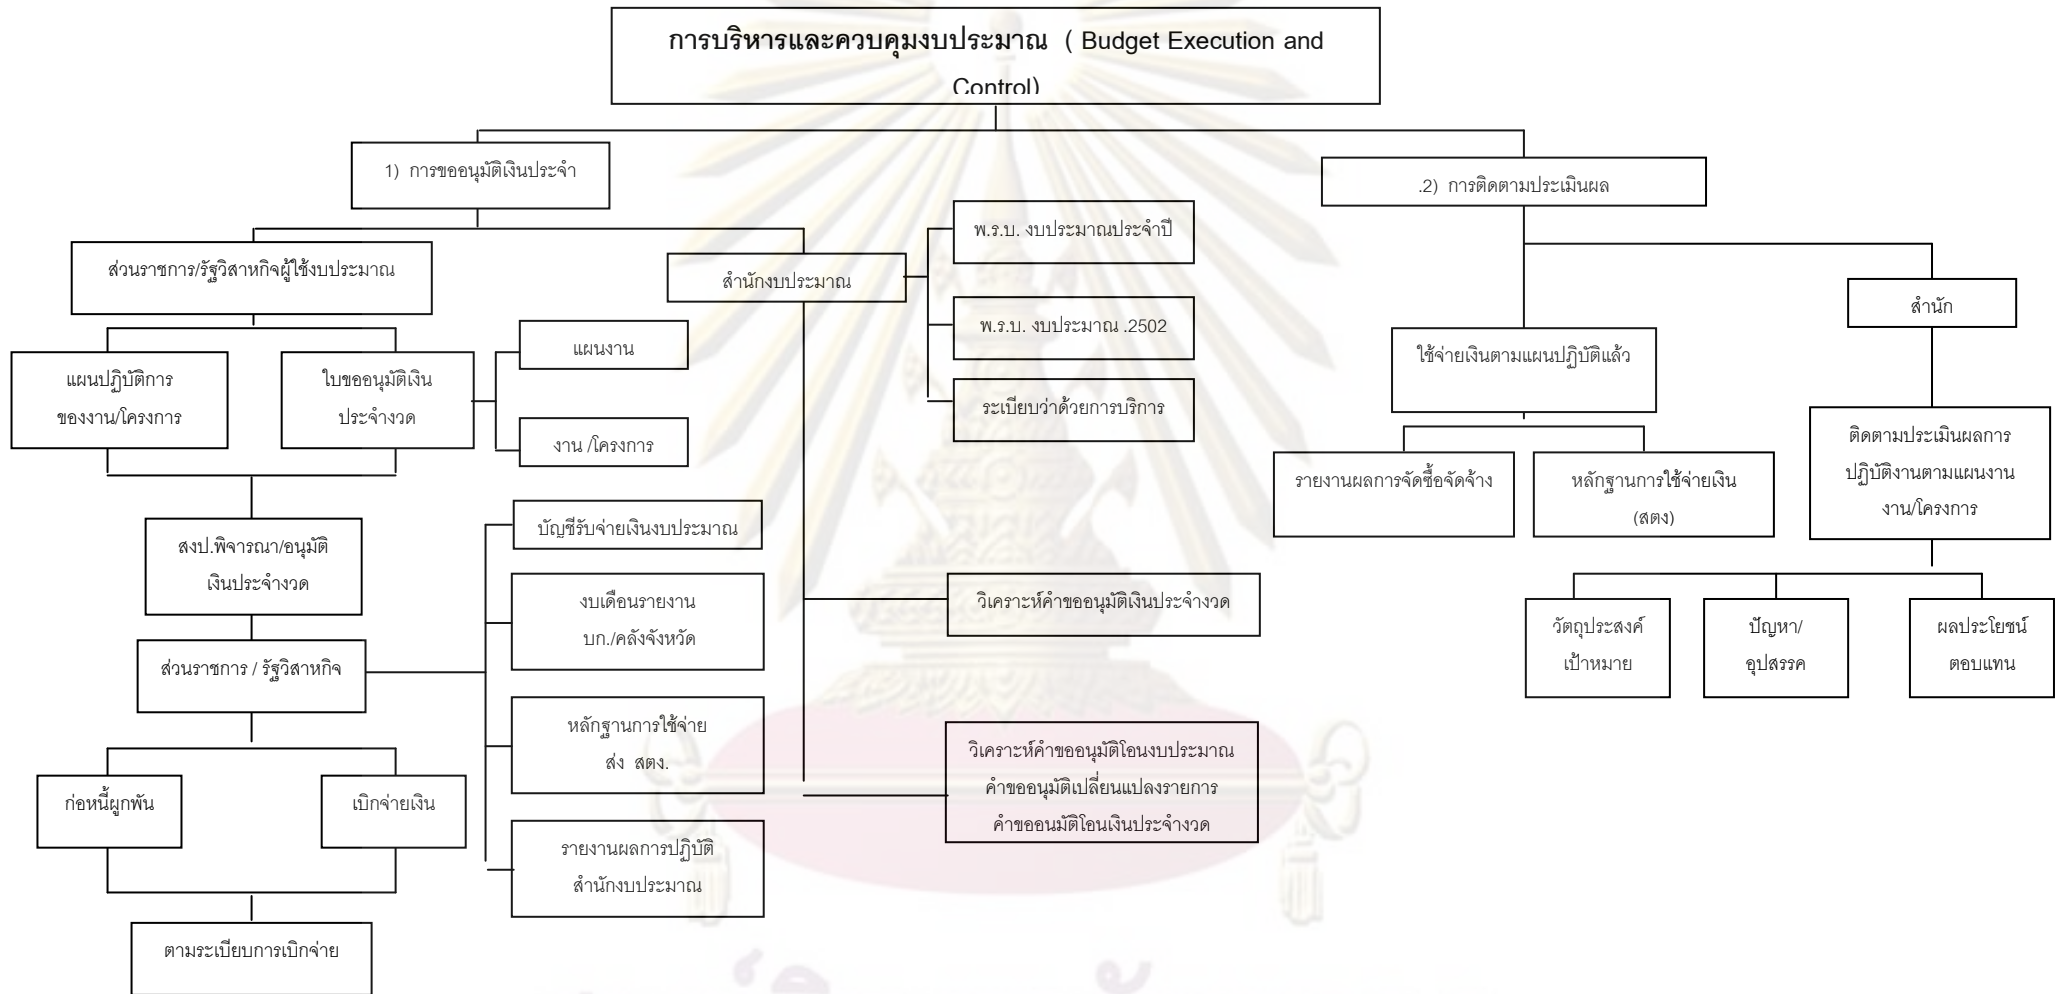 การบริหารและควบคุมงบประมาณ ( Budget Execution and
Control)
1) การขออนุมัติเงินประจำ
.2) การติดตามประเมินผล
ส่วนราชการ/รัฐวิสาหกิจผู้ใช้งบประมาณ
สำนักงบประมาณ
พ.ร.บ. งบประมาณประจำปี
พ.ร.บ. งบประมาณ .2502
ระเบียบว่าด้วยการบริการ
สำนัก
แผนปฏิบัติการ
ของงาน/โครงการ
ใบขออนุมัติเงิน
ประจำงวด
แผนงาน
งาน /โครงการ
ใช้จ่ายเงินตามแผนปฏิบัติแล้ว
ติดตามประเมินผลการ
ปฏิบัติงานตามแผนงาน
งาน/โครงการ
รายงานผลการจัดซื้อจัดจ้าง
หลักฐานการใช้จ่ายเงิน
(สตง)
สงป.พิจารณา/อนุมัติ
เงินประจำงวด
บัญชีรับจ่ายเงินงบประมาณ
งบเดือนรายงาน
บก./คลังจังหวัด
วิเคราะห์คำขออนุมัติเงินประจำงวด
วัตถุประสงค์
เป้าหมาย
ปัญหา/
อุปสรรค
ผลประโยชน์
ตอบแทน
ส่วนราชการ / รัฐวิสาหกิจ
หลักฐานการใช้จ่าย
ส่ง สตง.
วิเคราะห์คำขออนุมัติโอนงบประมาณ
คำขออนุมัติเปลี่ยนแปลงรายการ
คำขออนมัติโอนเงินประจำงวด
ก่อหนี้ผูกพัน
เบิกจ่ายเงิน
รายงานผลการปฏิบัติ
สำนักงบประมาณ
ตามระเบียบการเบิกจ่าย